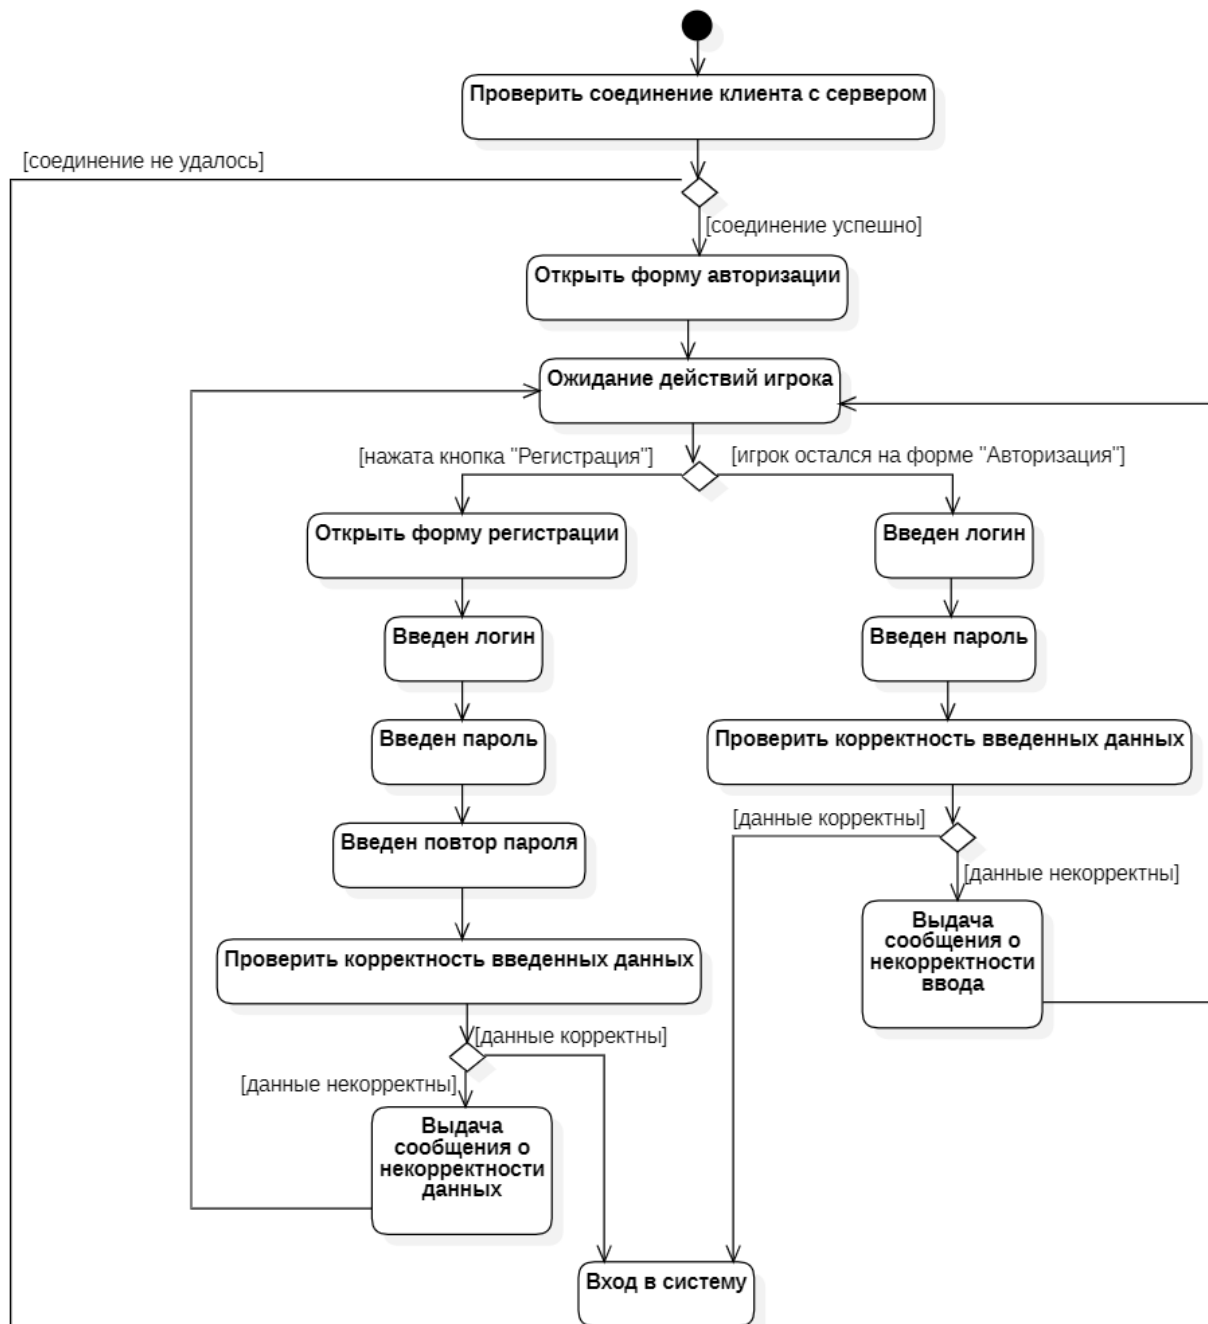 Проверить соединение клиента с сервером
[соединение не удалось]
[соединение успешно]
Открыть форму авторизации
Ожидание действий игрока
[нажата кнопка "Регистрация"]
[игрок остался на форме "Авторизация"]
Открыть форму регистрации
Введен логин
Введен логин
Введен пароль
Введен пароль
Проверить корректность введенных данных
[данные корректны]
Введен повтор пароля
[данные некорректны]
Выдача
сообщения о
некорректности
ввода
Проверить корректность введенных данных
[данные корректны]
[данные некорректны]
Выдача
сообщения о
некорректности
данных
Вход в систему